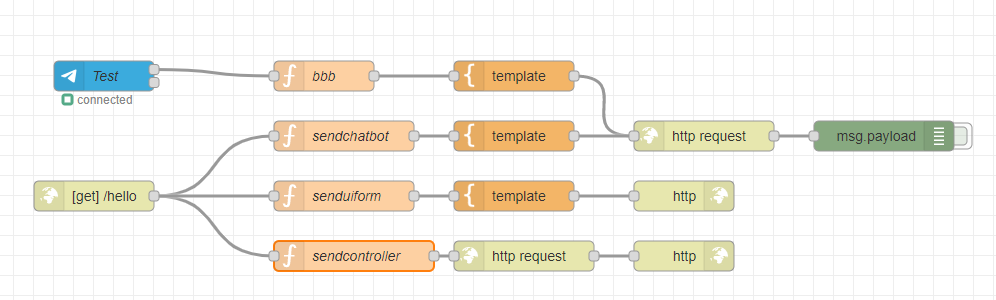 Test
bbb
template
connected
sendchatbot
template
http request
msg.payload
[get] /hello
senduiform
template
http
sendcontroller
http request
http